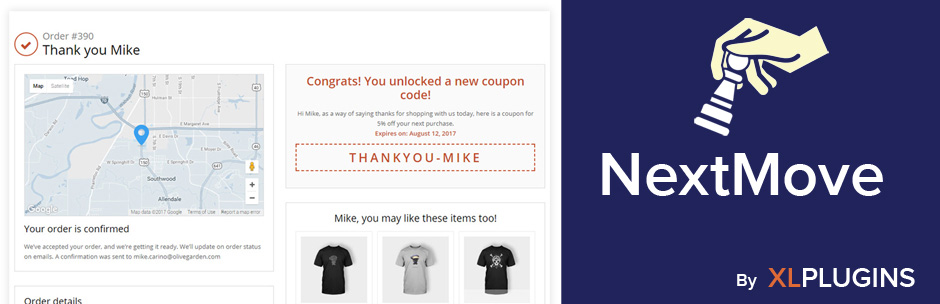 Order #390
Thank you Mike
Map Satellite
Map data ©2017 Google Terms of Use Report a map error
Google
Southwood
Allendale
Your order is confirmed
We've accepted your order, and we're getting it ready. We'll update on order status
on emails. A confirmation was sent to mike.carino@olivegarden.com
Order details
Congrats! You unlocked a new coupon
code!
Hi Mike, as a way of saying thanks for shopping with us today, here is a coupon for
5% off your next purchase.
Expires on: August 12, 2017
THANKYOU-MIKE
Mike, you may like these items too!
NextMove
By XLPLUGINS